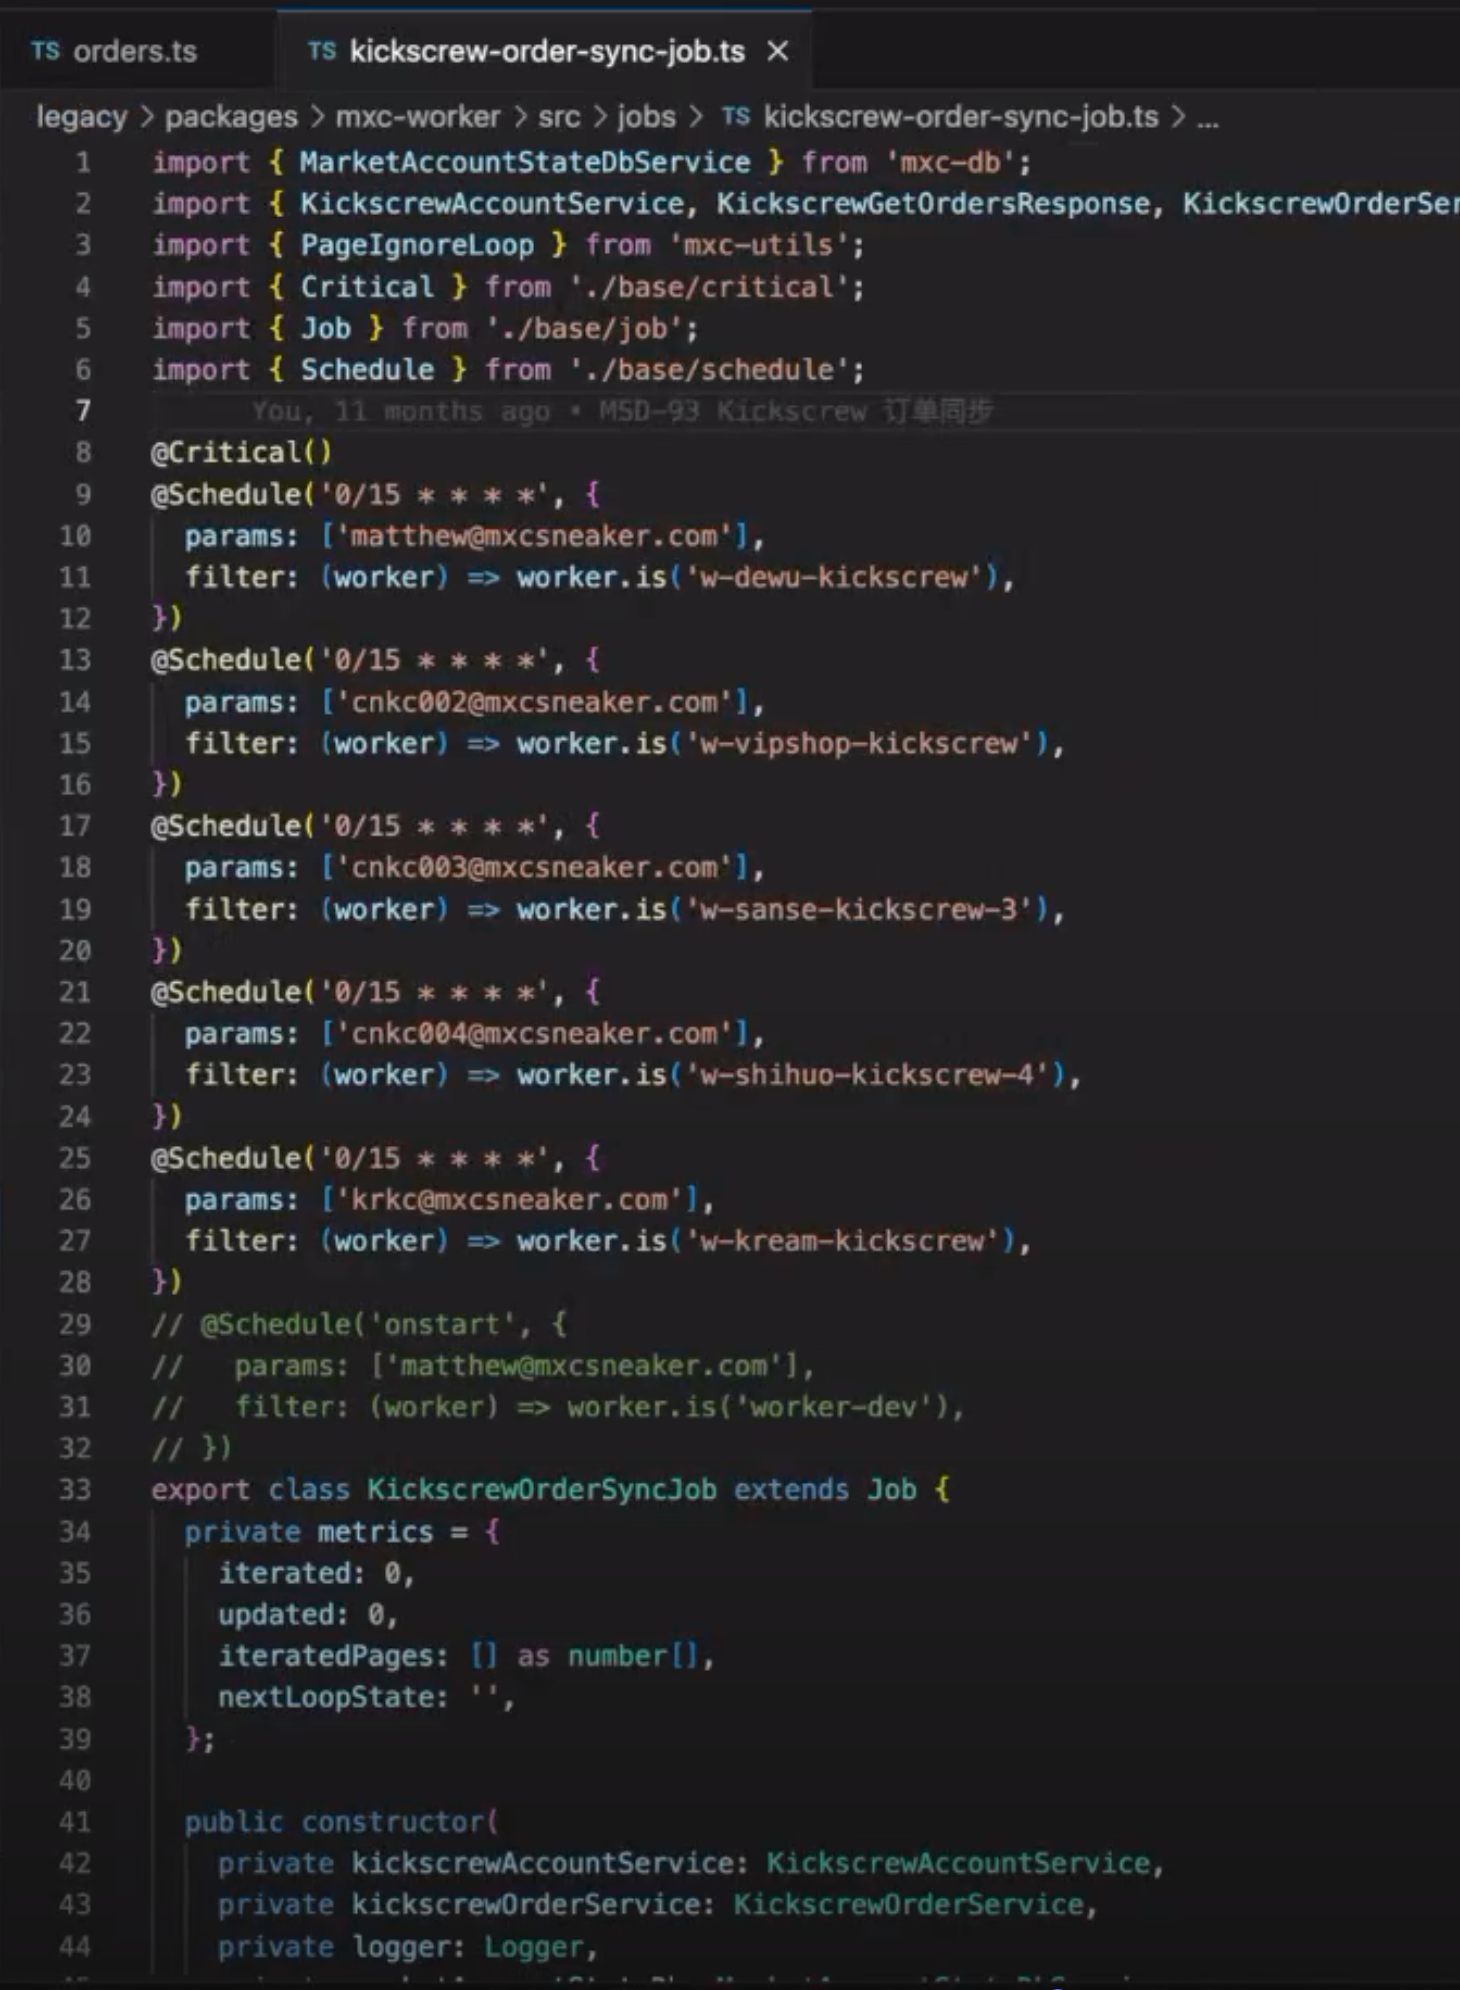 TS orders.ts
TS kickscrew-order-sync-job.ts ×
legacy > packages > mxc-worker > src > jobs > TS kickscrew-order-sync-job.ts > ...
1 import { MarketAccountStateDbService } from 'mxc-db';
2 import { KickscrewAccountService, KickscrewGetOrdersResponse, KickscrewOrderSer
3 import { PageIgnoreLoop } from 'mxc-utils';
4 import { Critical } from './base/critical';
5 import { Job } from './base/job';
6 import { Schedule } from './base/schedule';
7 You, 11 months ago • MSD-93 Kickscrew 订单同步
8 @Critical()
9 @Schedule('0/15 * * * *', {
10 params: ['matthew@mxcsneaker.com'],
11 filter: (worker) => worker.is('w-dewu-kickscrew'),
12 })
13 @Schedule('0/15 * * * *', {
14 params: ['cnkc002@mxcsneaker.com'],
15 filter: (worker) => worker.is('w-vipshop-kickscrew'),
16 })
17 @Schedule('0/15 * * * *', {
18 params: ['cnkc003@mxcsneaker.com'],
19 filter: (worker) => worker.is('w-sanse-kickscrew-3'),
20 })
21 @Schedule('0/15 * * * *', {
22 params: ['cnkc004@mxcsneaker.com'],
23 filter: (worker) => worker.is('w-shihuo-kickscrew-4'),
24 })
25 @Schedule('0/15 * * * *', {
26 params: ['krkc@mxcsneaker.com'],
27 filter: (worker) => worker.is('w-kream-kickscrew'),
28 })
29 // @Schedule('onstart', {
30 // params: ['matthew@mxcsneaker.com'],
31 // filter: (worker) => worker.is('worker-dev'),
32 // })
33 export class KickscrewOrderSyncJob extends Job {
34 private metrics = {
35 iterated: 0,
36 updated: 0,
37 iteratedPages: [] as number[],
38 nextLoopState: '',
39 };
40
41 public constructor(
42 private kickscrewAccountService: KickscrewAccountService,
43 private kickscrewOrderService: KickscrewOrderService,
44 private logger: Logger,